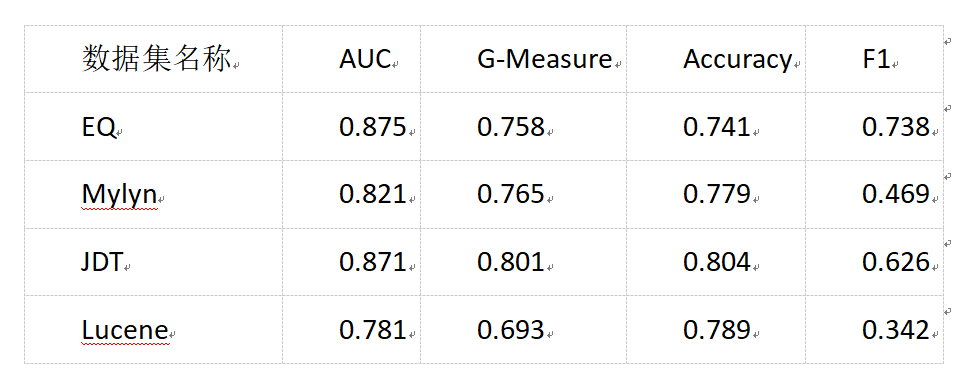 数据集名称 AUC G-Measure Accuracy F1
EQ 0.875 0.758 0.741 0.738
Mylyn 0.821 0.765 0.779 0.469
JDT 0.871 0.801 0.804 0.626
Lucene 0.781 0.693 0.789 0.342